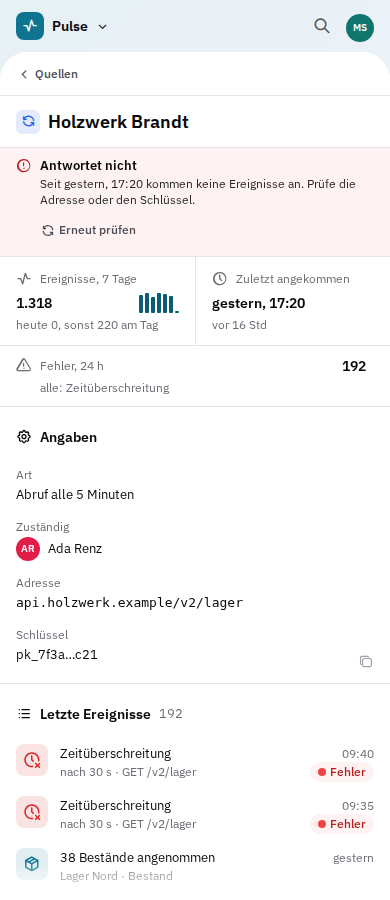 Pulse
MS
Quellen
Holzwerk Brandt
Antwortet nicht
Seit gestern, 17:20 kommen keine Ereignisse an. Prüfe die
Adresse oder den Schlüssel.
Erneut prüfen
Ereignisse, 7 Tage
1.318
heute 0, sonst 220 am Tag
Zuletzt angekommen
gestern, 17:20
vor 16 Std
Fehler, 24 h
192
alle: Zeitüberschreitung
Angaben
Art
Abruf alle 5 Minuten
Zuständig
AR Ada Renz
Adresse
api.holzwerk.example/v2/lager
Schlüssel
pk_7f3a…c21
Letzte Ereignisse 192
Zeitüberschreitung 09:40
nach 30 s · GET /v2/lager Fehler
Zeitüberschreitung 09:35
nach 30 s · GET /v2/lager Fehler
38 Bestände angenommen gestern
Lager Nord · Bestand